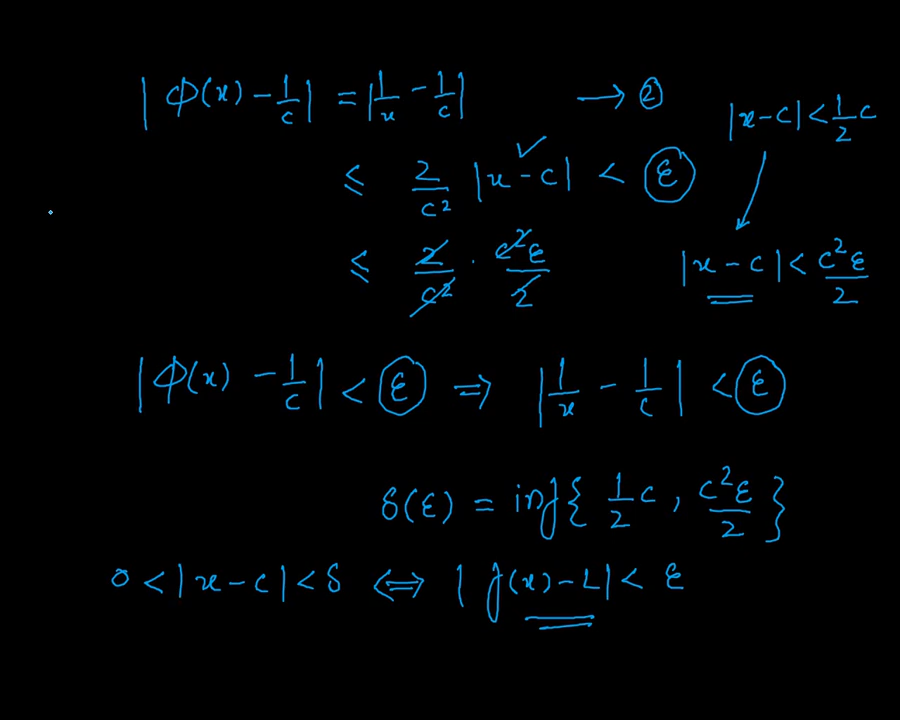 |Φ(x) - 1/c| = |1/x - 1/c| → ②
|x - c| < 1/2 c
≤ 2/c² |x - c| < ε ✓
≤ 2/c² · c²ε/2
|x - c| < c²ε/2
|Φ(x) - 1/c| < ε ⇒ |1/x - 1/c| < ε
δ(ε) = inf{ 1/2 c, c²ε/2 }
0 < |x - c| < δ ⇔ |f(x) - L| < ε